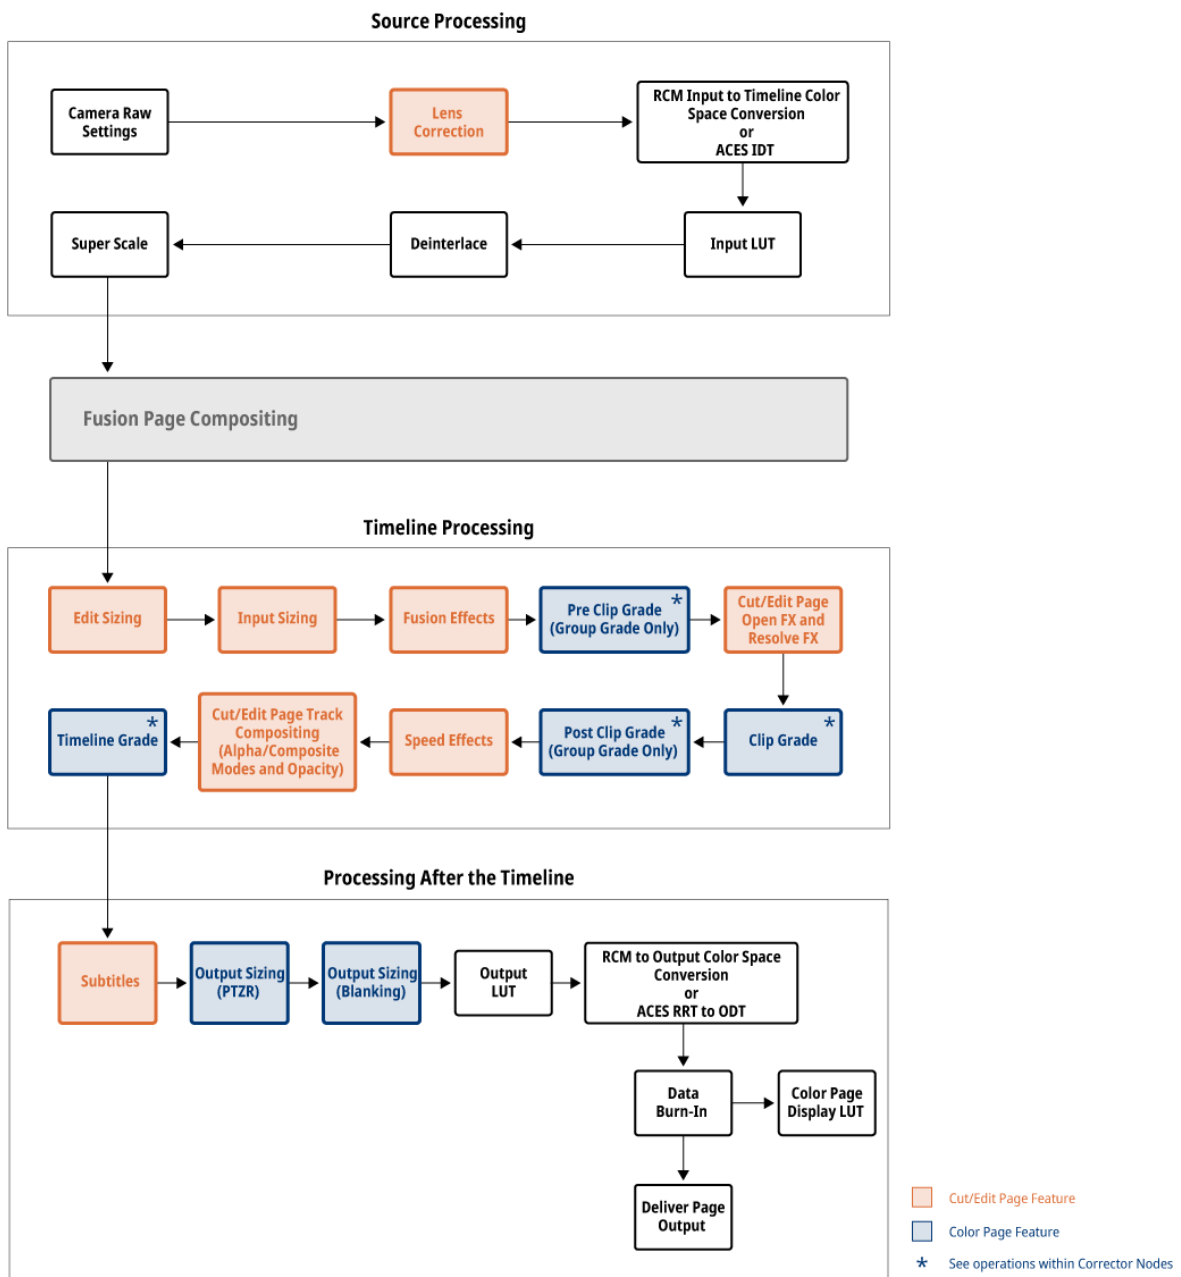 Source Processing
Camera Raw
Settings
Lens
Correction
RCM Input to Timeline Color
Space Conversion
or
ACES IDT
Super Scale
Deinterlace
Input LUT
Fusion Page Compositing
Timeline Processing
Edit Sizing
Input Sizing
Fusion Effects
Pre Clip Grade *
(Group Grade Only)
Cut/Edit Page
Open FX and
Resolve FX
Timeline Grade *
Cut/Edit Page Track
Compositing
(Alpha/Composite
Modes and Opacity)
Speed Effects
Post Clip Grade *
(Group Grade Only)
Clip Grade *
Processing After the Timeline
Subtitles
Output Sizing
(PTZR)
Output Sizing
(Blanking)
Output
LUT
RCM to Output Color Space
Conversion
or
ACES RRT to ODT
Data
Burn-In
Color Page
Display LUT
Deliver Page
Output
Cut/Edit Page Feature
Color Page Feature
* See operations within Corrector Nodes